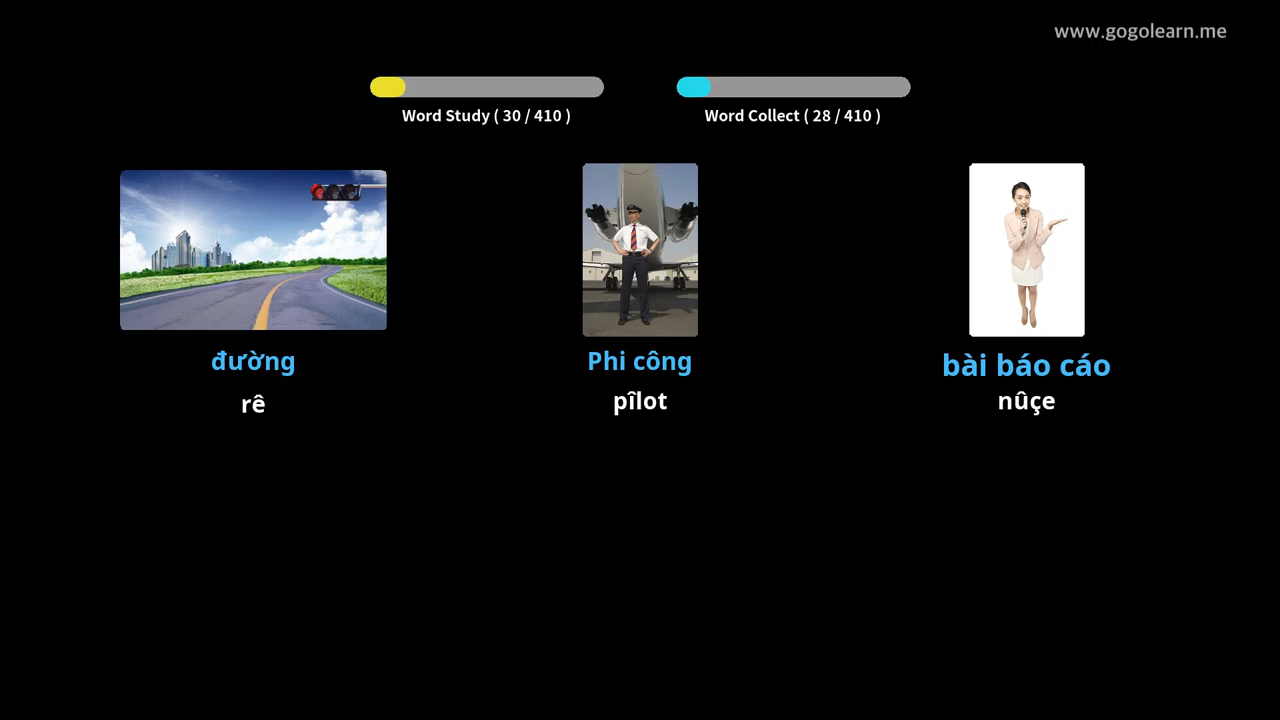 www.gogolearn.me
Word Study ( 30 / 410 )
Word Collect ( 28 / 410 )
đường
Phi công
bài báo cáo
rê
pîlot
nûçe